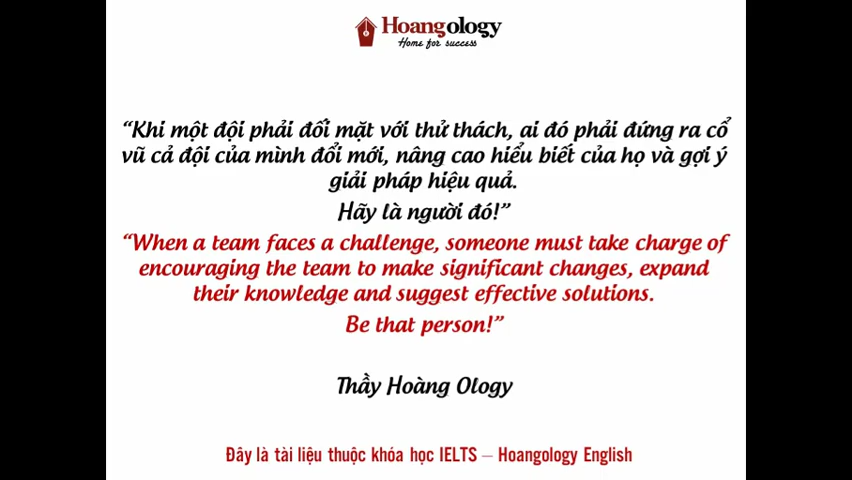 Hoangology
Home for success
“Khi một đội phải đối mặt với thử thách, ai đó phải đứng ra cổ
vũ cả đội của mình đổi mới, nâng cao hiểu biết của họ và gợi ý
giải pháp hiệu quả.
Hãy là người đó!”
“When a team faces a challenge, someone must take charge of
encouraging the team to make significant changes, expand
their knowledge and suggest effective solutions.
Be that person!”
Thầy Hoàng Ology
Đây là tài liệu thuộc khóa học IELTS – Hoangology English